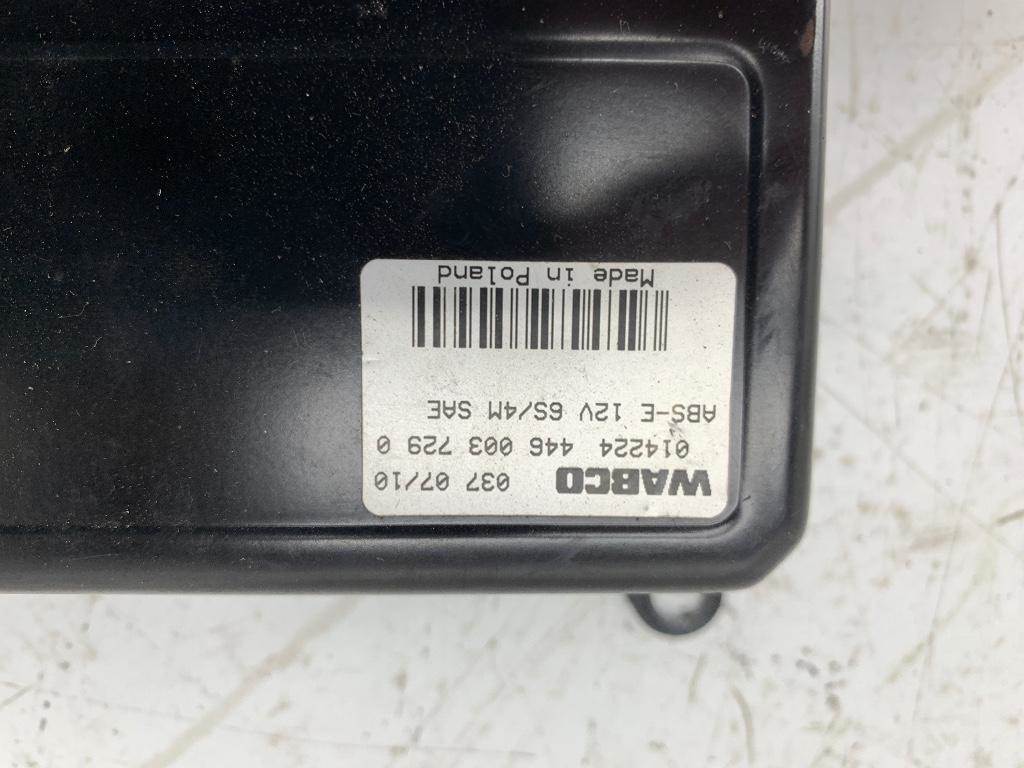 WABCO 037 07/10
014224 446 003 729 0
ABS-E 12V 6S/4M SAE
Made in Poland